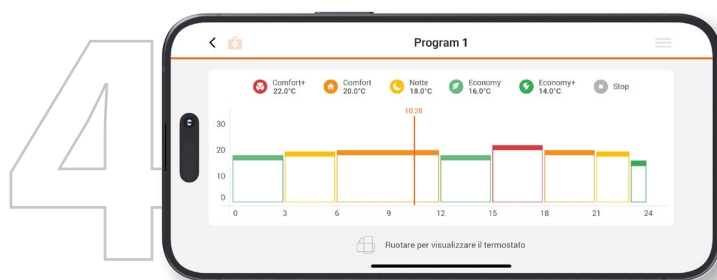 4
Program 1
Comfort+
22.0°C
Comfort
20.0°C
Notte
18.0°C
Economy
16.0°C
Economy+
14.0°C
Stop
10:28
30
20
10
0
0 3 6 9 12 15 18 21 24
Ruotare per visualizzare il termostato